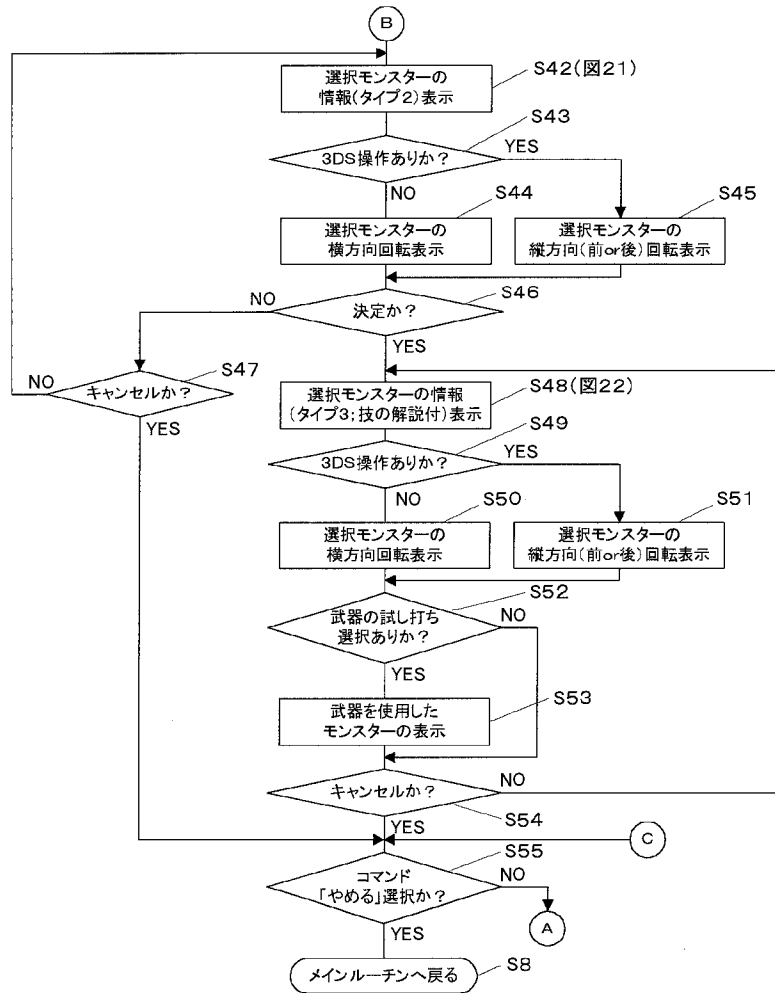 B
選択モンスターの
情報(タイプ2)表示
S42(図21)
S43
3DS操作ありか?
YES
NO
S44
選択モンスターの
横方向回転表示
S45
選択モンスターの
縦方向(前or後)回転表示
S46
決定か?
NO
YES
S47
キャンセルか?
NO
YES
選択モンスターの情報
(タイプ3;技の解説付)表示
S48(図22)
S49
3DS操作ありか?
YES
NO
S50
選択モンスターの
横方向回転表示
S51
選択モンスターの
縦方向(前or後)回転表示
S52
武器の試し打ち
選択ありか?
NO
YES
S53
武器を使用した
モンスターの表示
キャンセルか?
NO
S54
YES
C
S55
コマンド
「やめる」選択か?
NO
A
YES
メインルーチンへ戻る
S8